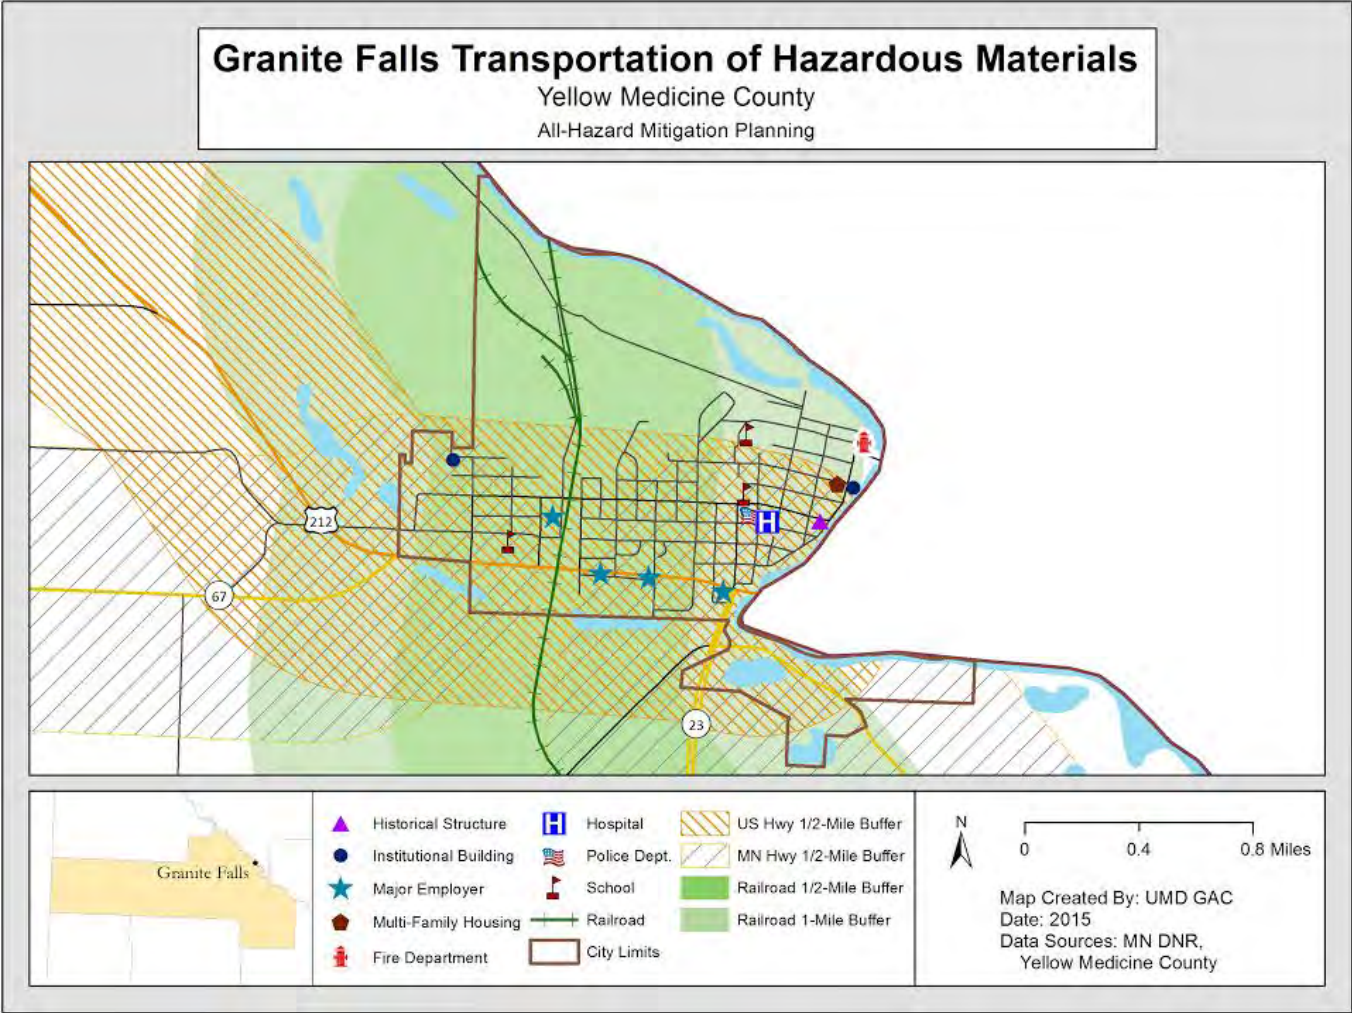 Granite Falls Transportation of Hazardous Materials
Yellow Medicine County
All-Hazard Mitigation Planning
H
212
67
23
Granite Falls
Historical Structure
Institutional Building
Major Employer
Multi-Family Housing
Fire Department
H Hospital
Police Dept.
School
Railroad
City Limits
US Hwy 1/2-Mile Buffer
MN Hwy 1/2-Mile Buffer
Railroad 1/2-Mile Buffer
Railroad 1-Mile Buffer
N
0 0.4 0.8 Miles
Map Created By: UMD GAC
Date: 2015
Data Sources: MN DNR,
Yellow Medicine County